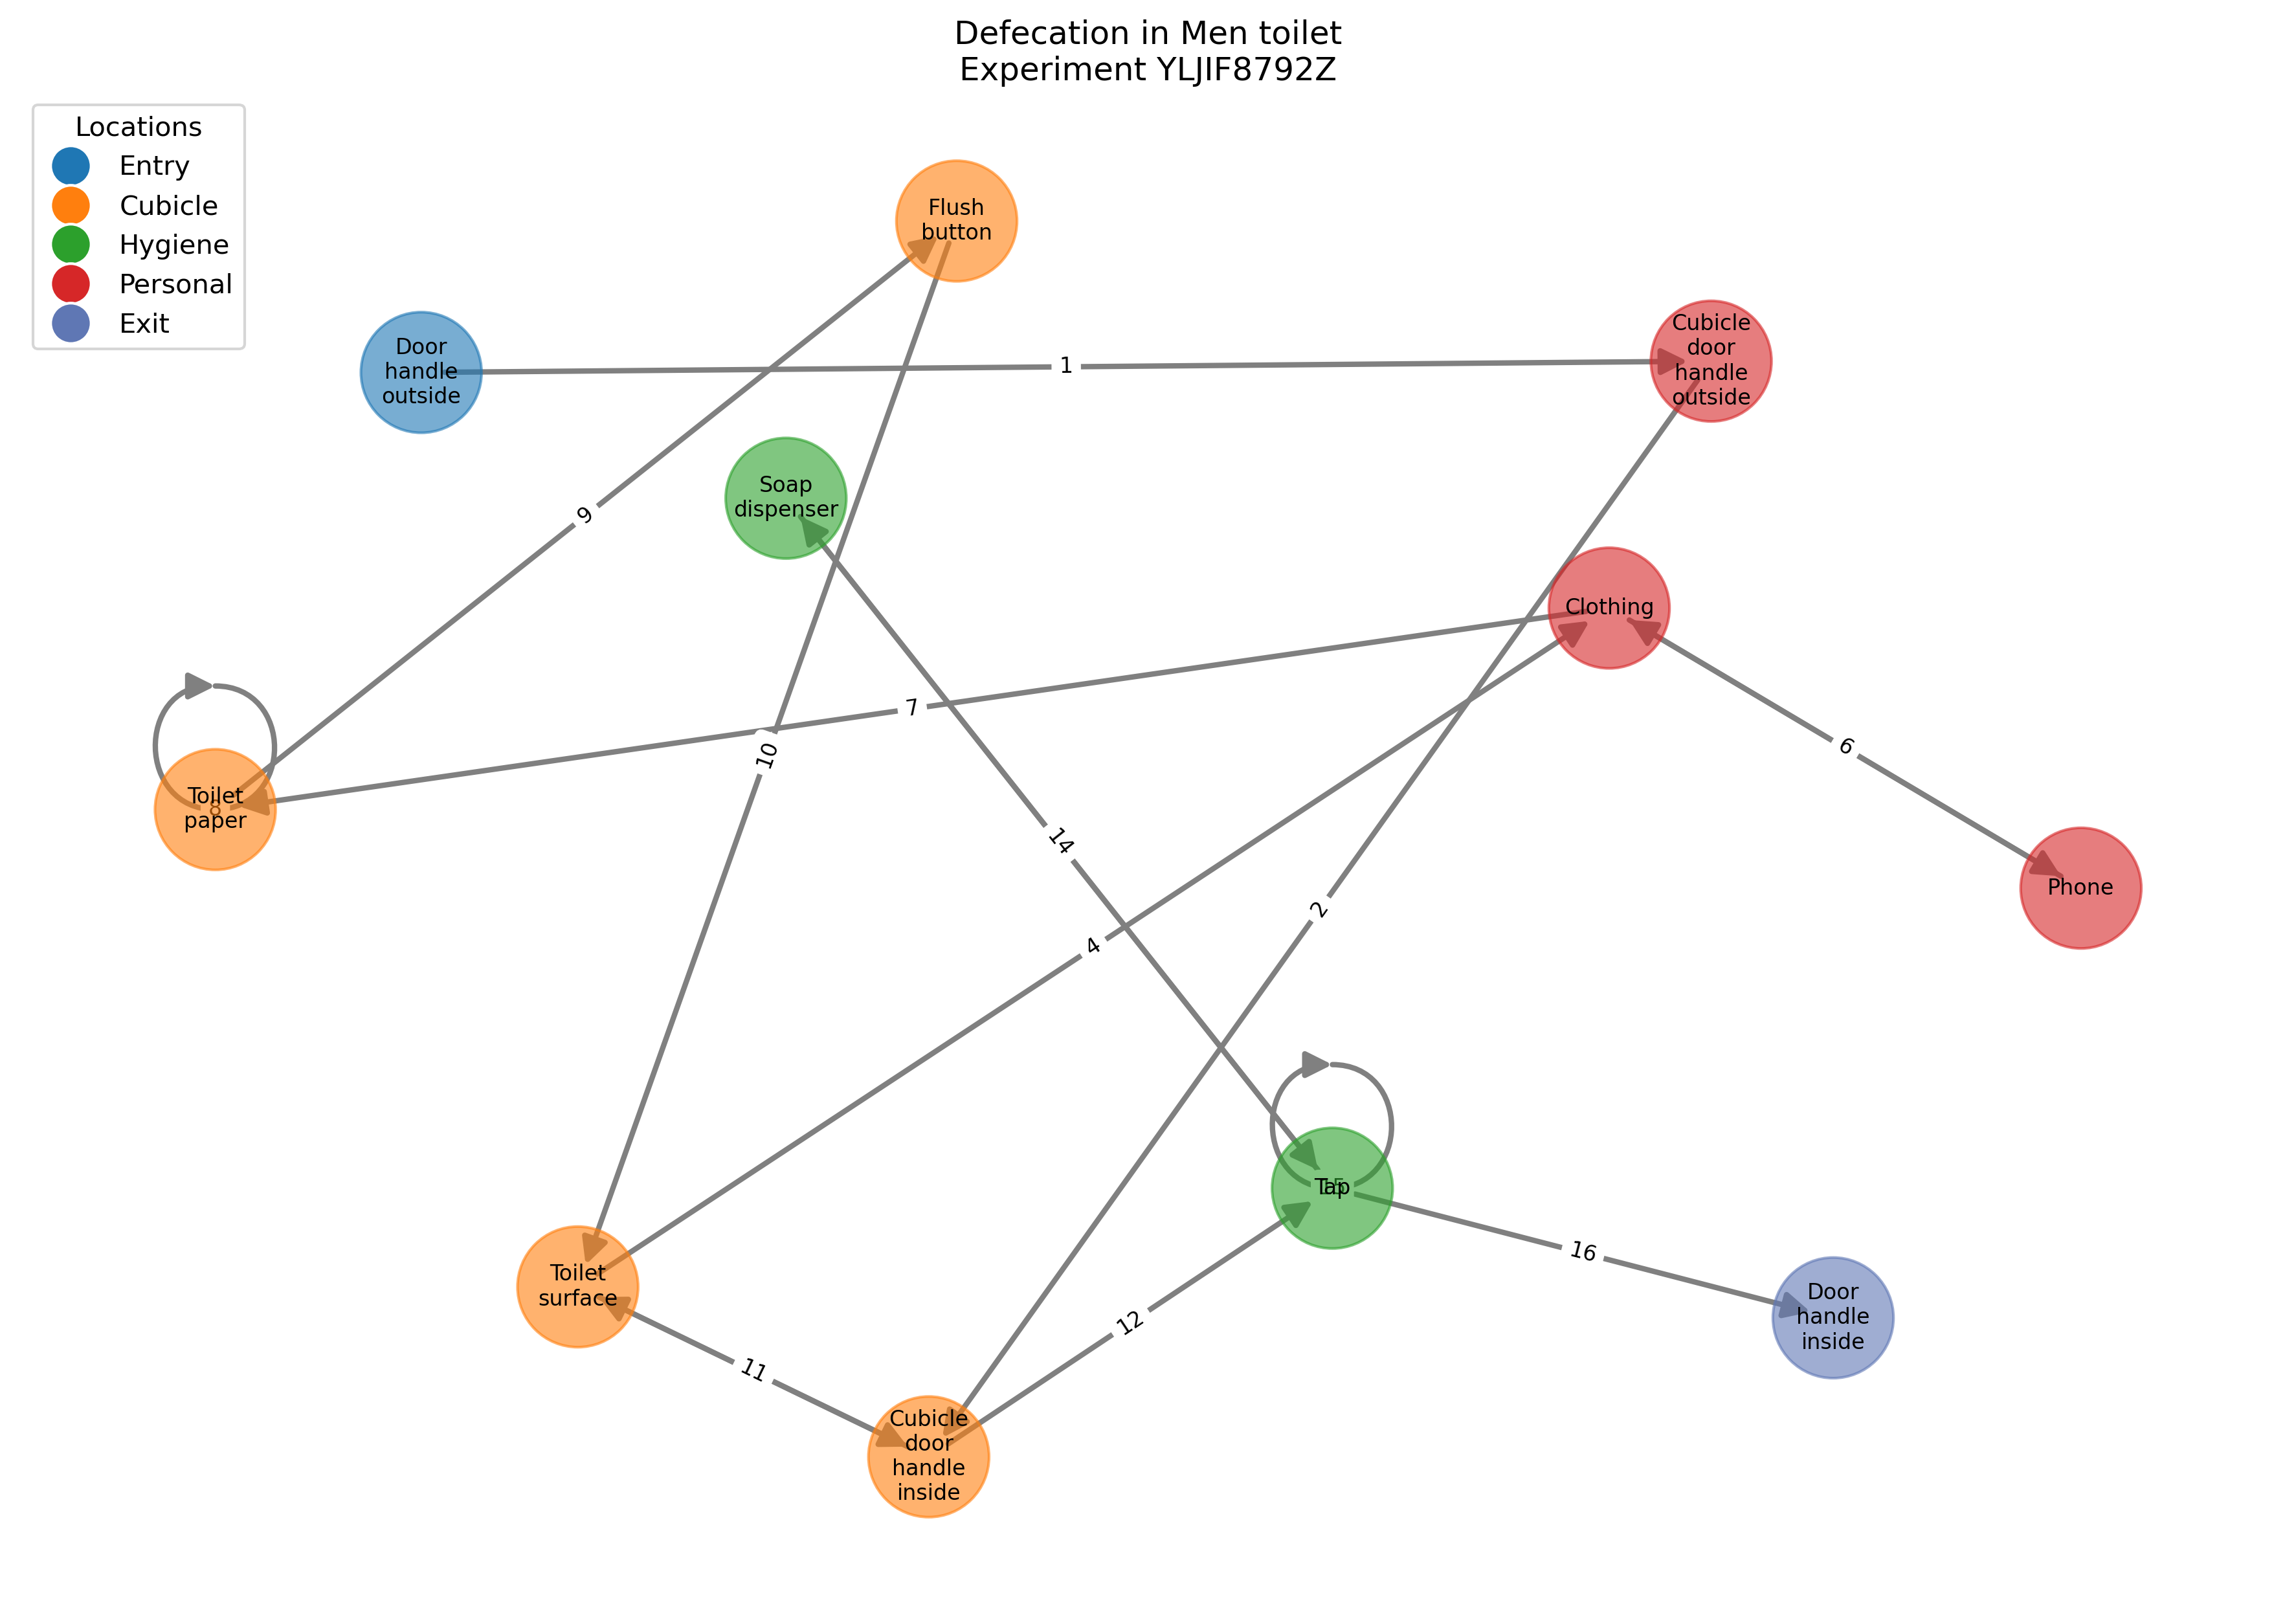 Defecation in Men toilet
Experiment YLJIF8792Z
Locations
Entry
Cubicle
Hygiene
Personal
Exit
Flush
button
Door
handle
outside
1
Cubicle
door
handle
outside
Soap
dispenser
9
Clothing
7
6
10
Toilet
paper
8
14
Phone
2
4
Tap
15
16
Toilet
surface
Door
handle
inside
12
11
Cubicle
door
handle
inside